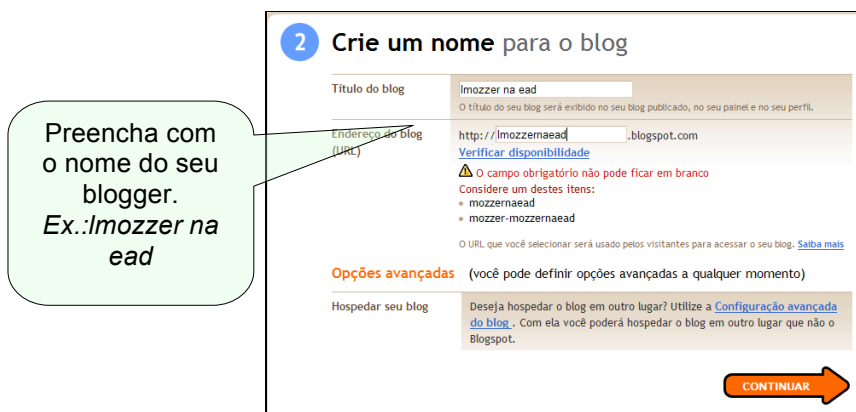 2 Crie um nome para o blog
Título do blog
lmozzer na ead
O título do seu blog será exibido no seu blog publicado, no seu painel e no seu perfil.
Preencha com
o nome do seu
blogger.
Ex.:lmozzer na
ead
Endereço do blog
(URL)
http:// lmozzernaead .blogspot.com
Verificar disponibilidade
O campo obrigatório não pode ficar em branco
Considere um destes itens:
• mozzernaead
• mozzer-mozzernaead
O URL que você selecionar será usado pelos visitantes para acessar o seu blog. Saiba mais
Opções avançadas (você pode definir opções avançadas a qualquer momento)
Hospedar seu blog
Deseja hospedar o blog em outro lugar? Utilize a Configuração avançada
do blog . Com ela você poderá hospedar o blog em outro lugar que não o
Blogspot.
CONTINUAR